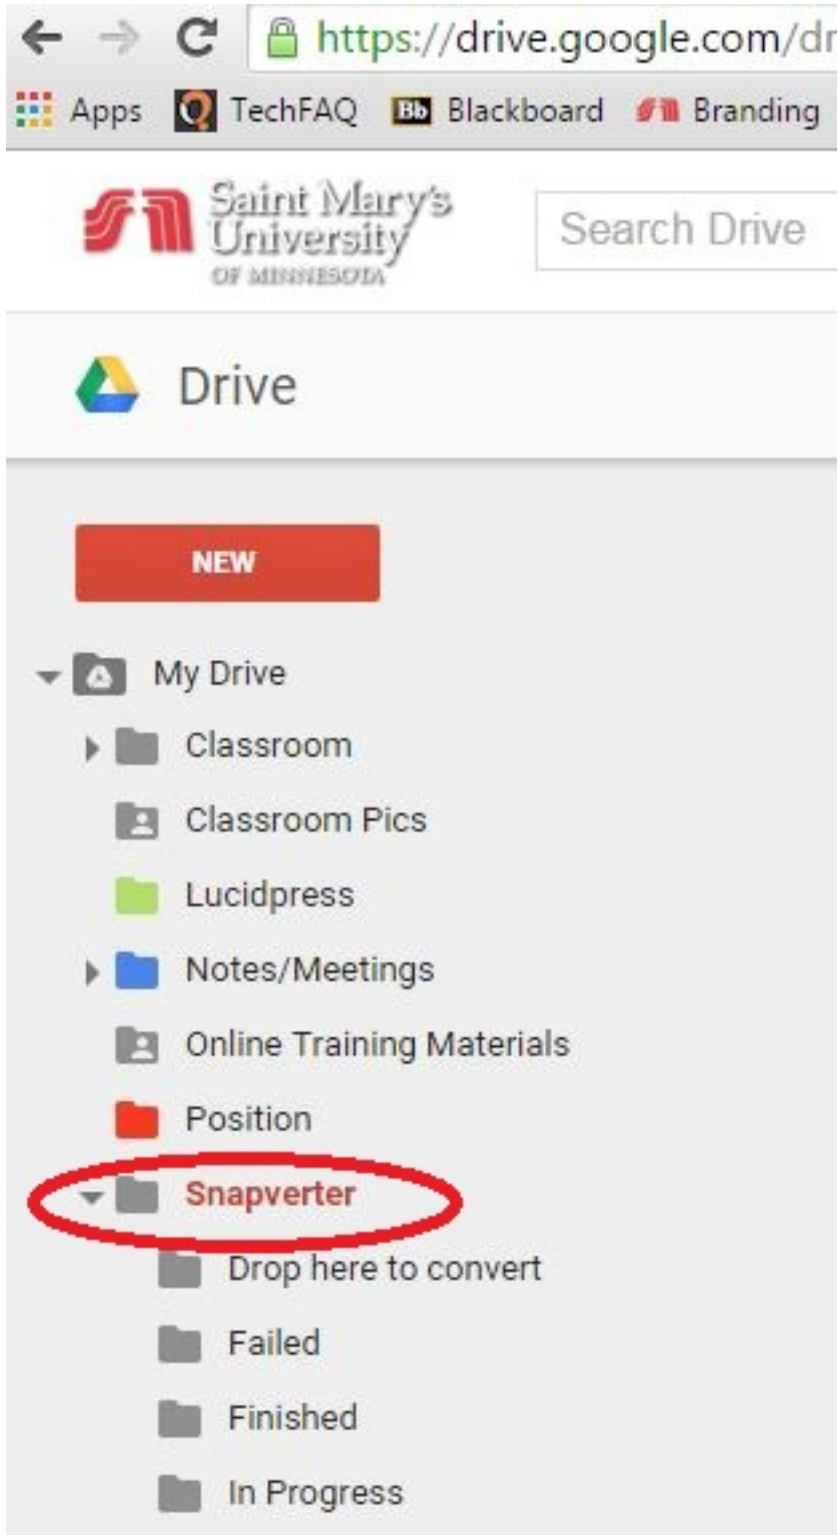 https://drive.google.com/dr
Apps TechFAQ Bb Blackboard Branding
Saint Mary's
University
OF MINNESOTA
Search Drive
Drive
NEW
My Drive
Classroom
Classroom Pics
Lucidpress
Notes/Meetings
Online Training Materials
Position
Snapverter
Drop here to convert
Failed
Finished
In Progress